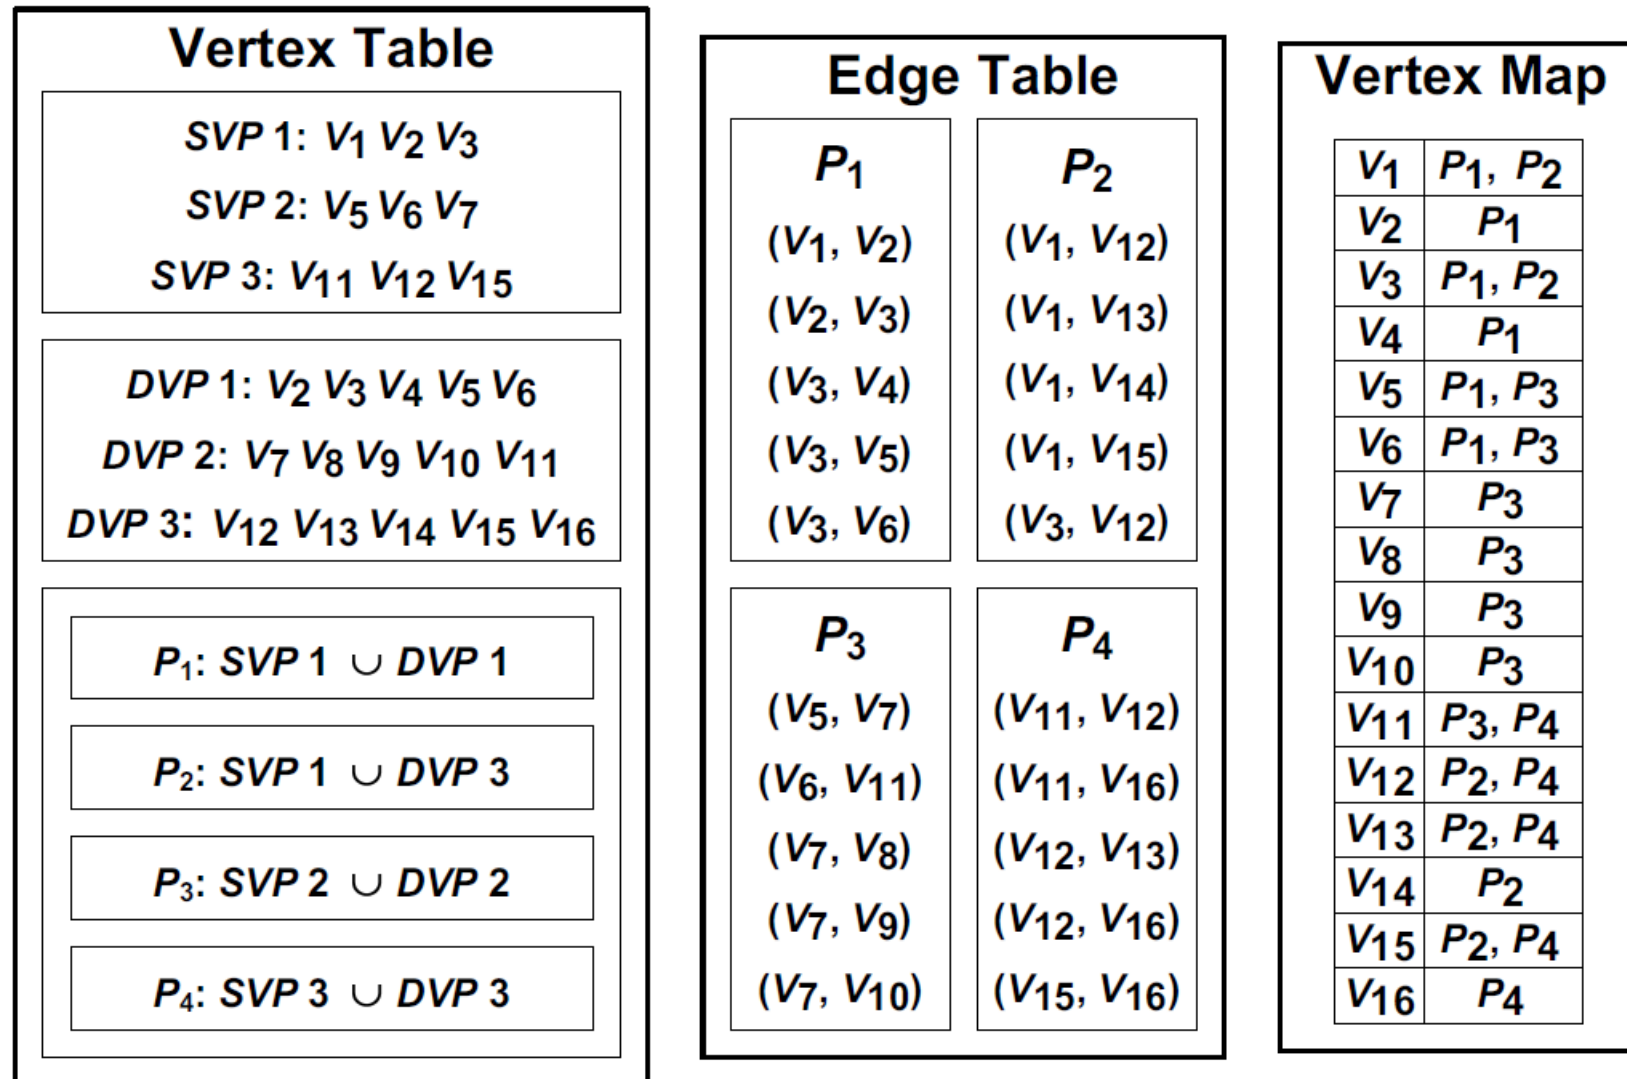 Vertex Table
SVP 1: V1 V2 V3
SVP 2: V5 V6 V7
SVP 3: V11 V12 V15
DVP 1: V2 V3 V4 V5 V6
DVP 2: V7 V8 V9 V10 V11
DVP 3: V12 V13 V14 V15 V16
P1: SVP 1 ∪ DVP 1
P2: SVP 1 ∪ DVP 3
P3: SVP 2 ∪ DVP 2
P4: SVP 3 ∪ DVP 3
Edge Table
P1
(V1, V2)
(V2, V3)
(V3, V4)
(V3, V5)
(V3, V6)
P2
(V1, V12)
(V1, V13)
(V1, V14)
(V1, V15)
(V3, V12)
P3
(V5, V7)
(V6, V11)
(V7, V8)
(V7, V9)
(V7, V10)
P4
(V11, V12)
(V11, V16)
(V12, V13)
(V12, V16)
(V15, V16)
Vertex Map
V1 P1, P2
V2 P1
V3 P1, P2
V4 P1
V5 P1, P3
V6 P1, P3
V7 P3
V8 P3
V9 P3
V10 P3
V11 P3, P4
V12 P2, P4
V13 P2, P4
V14 P2
V15 P2, P4
V16 P4